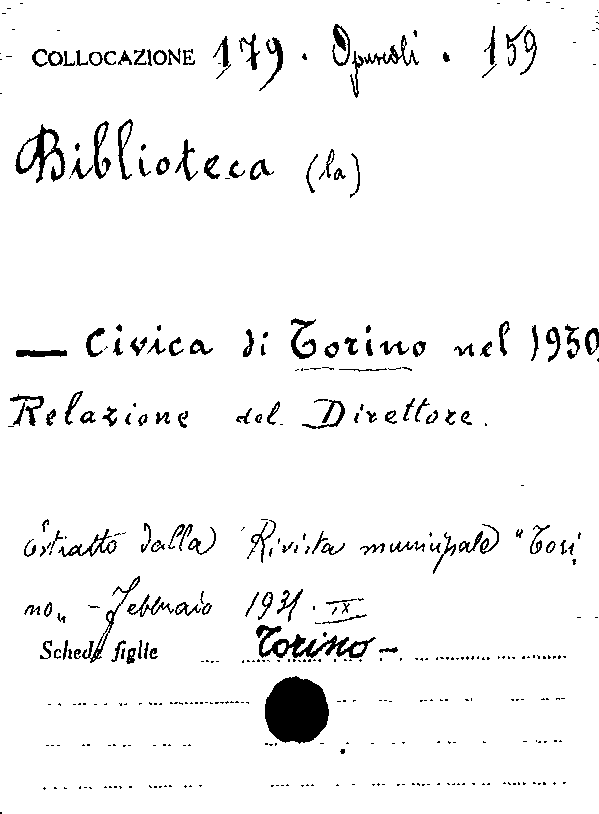 COLLOCAZIONE 179 . Opuscoli . 159
Biblioteca (la)
— Civica di Torino nel 1930
Relazione del Direttore.
Estratto dalla Rivista municipale "Tori
no„ - Febbraio 1931. IX
Schede figlie Torino -